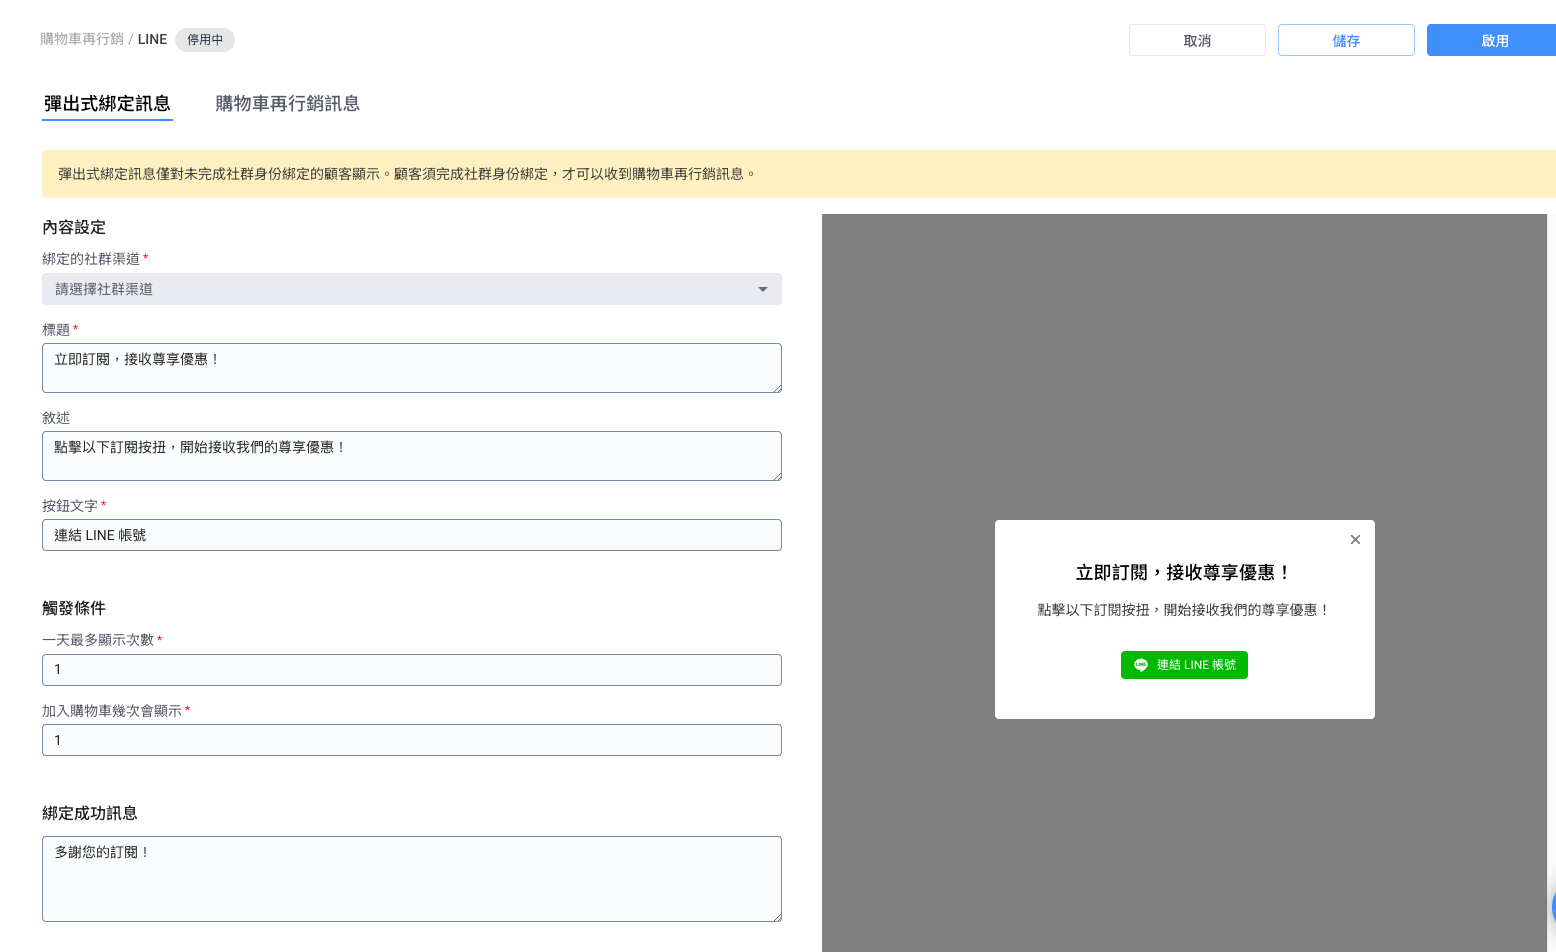 購物車再行銷 / LINE 停用中
取消 儲存 啟用
彈出式綁定訊息 購物車再行銷訊息
彈出式綁定訊息僅對未完成社群身份綁定的顧客顯示。顧客須完成社群身份綁定，才可以收到購物車再行銷訊息。
內容設定
綁定的社群渠道 *
請選擇社群渠道
標題 *
立即訂閱，接收尊享優惠！
敘述
點擊以下訂閱按扭，開始接收我們的尊享優惠！
按鈕文字 *
連結 LINE 帳號
觸發條件
一天最多顯示次數 *
1
加入購物車幾次會顯示 *
1
綁定成功訊息
多謝您的訂閱！
立即訂閱，接收尊享優惠！
點擊以下訂閱按扭，開始接收我們的尊享優惠！
LINE 連結 LINE 帳號